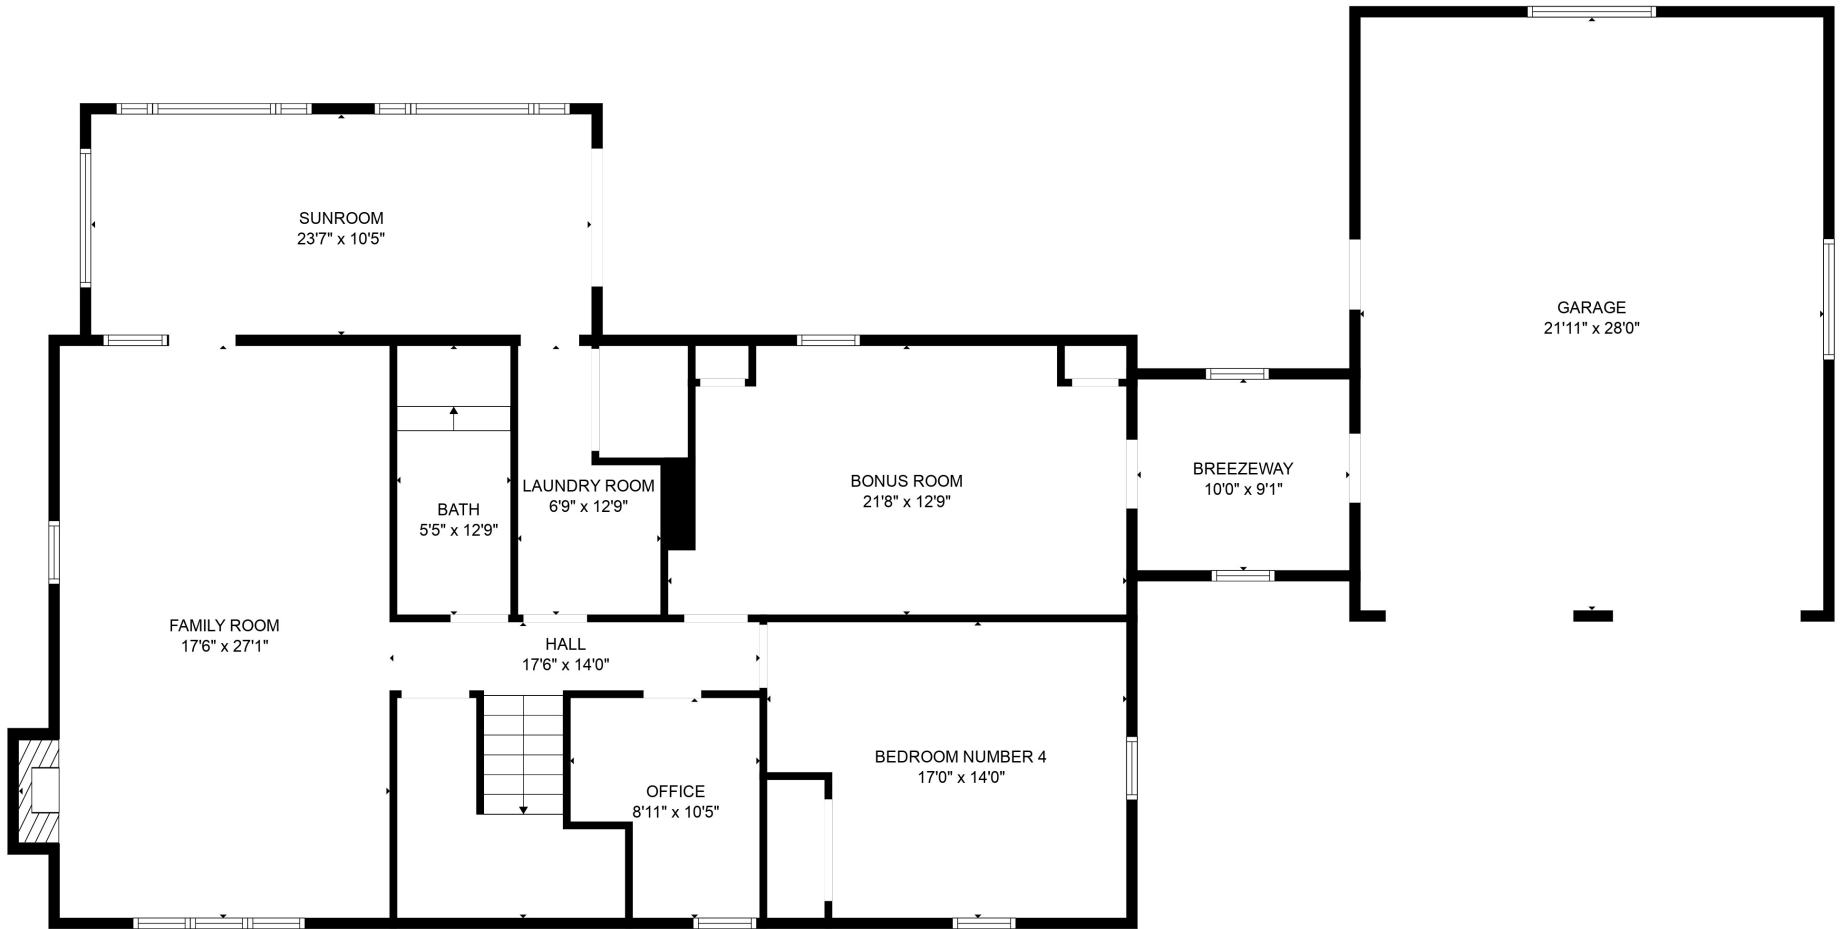 SUNROOM
23'7" x 10'5"
GARAGE
21'11" x 28'0"
BREEZEWAY
10'0" x 9'1"
BONUS ROOM
21'8" x 12'9"
LAUNDRY ROOM
6'9" x 12'9"
BATH
5'5" x 12'9"
FAMILY ROOM
17'6" x 27'1"
HALL
17'6" x 14'0"
BEDROOM NUMBER 4
17'0" x 14'0"
OFFICE
8'11" x 10'5"